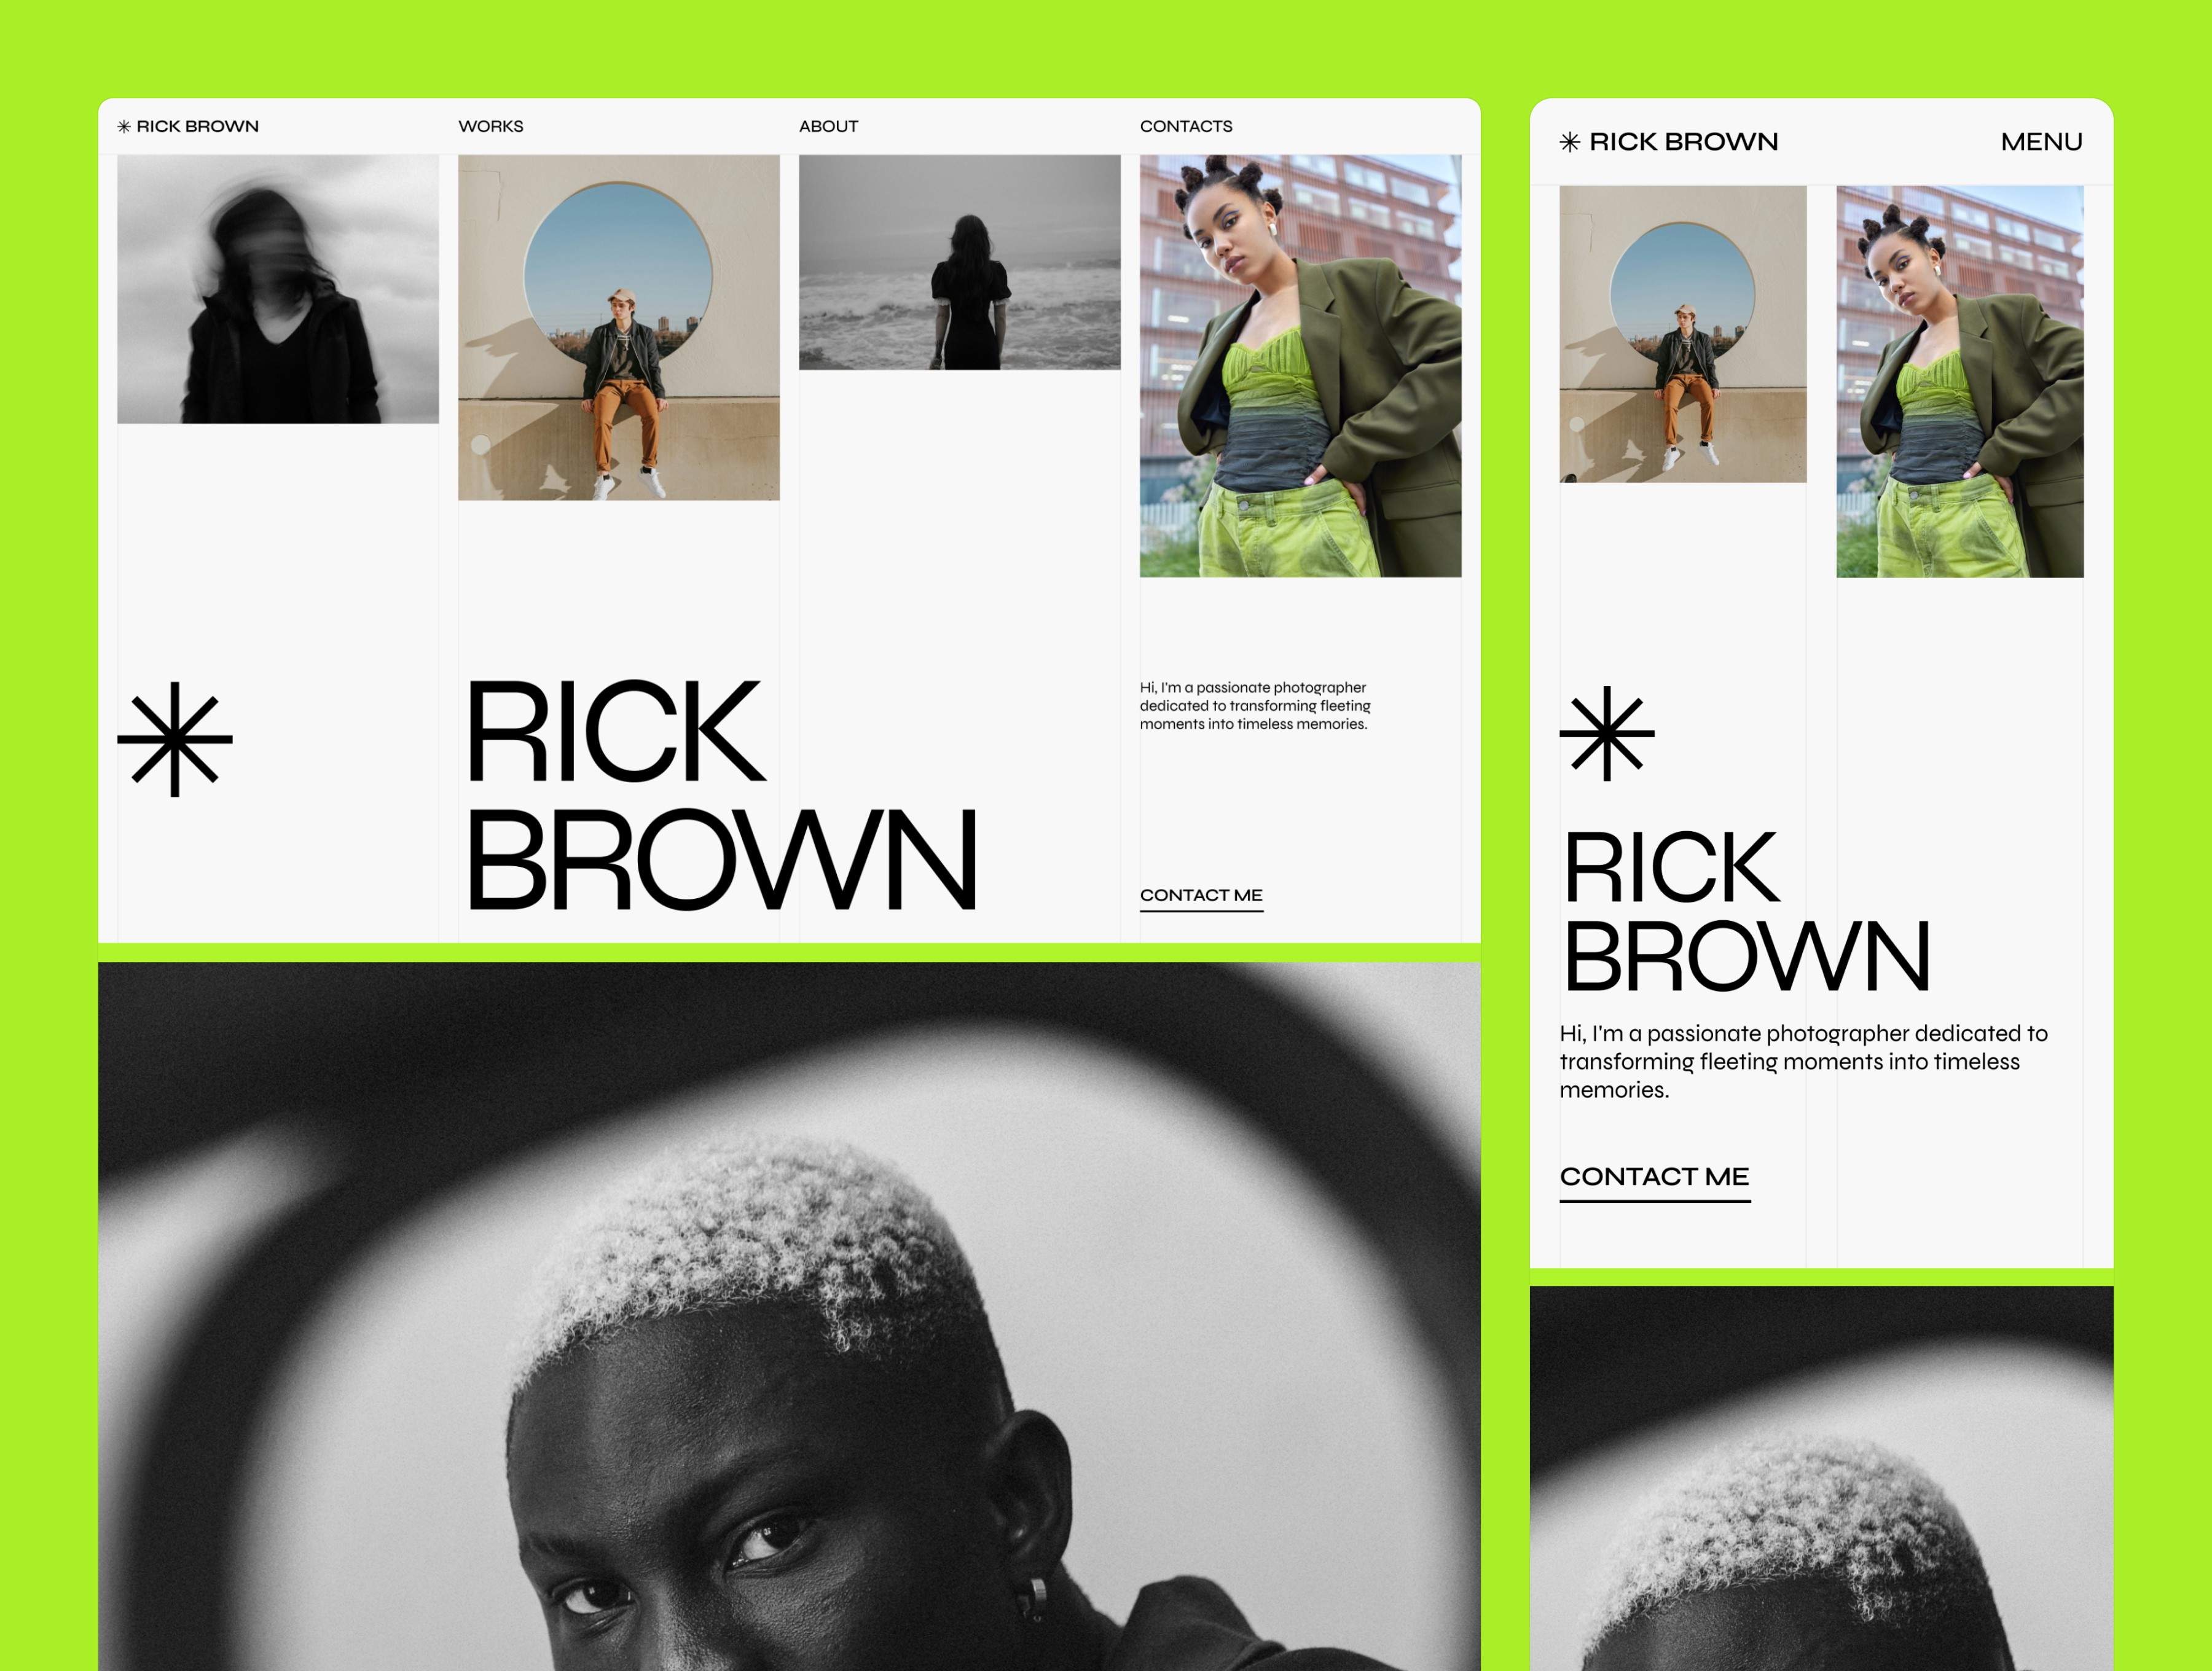 RICK BROWN
WORKS
ABOUT
CONTACTS
RICK
BROWN
Hi, I'm a passionate photographer
dedicated to transforming fleeting
moments into timeless memories.
CONTACT ME
RICK BROWN
MENU
RICK
BROWN
Hi, I'm a passionate photographer dedicated to
transforming fleeting moments into timeless
memories.
CONTACT ME